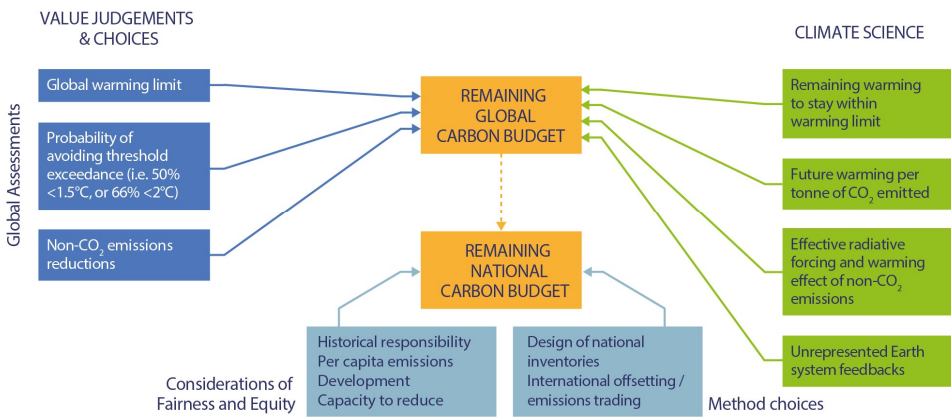 VALUE JUDGEMENTS
& CHOICES
Global Assessments
Global warming limit
Probability of
avoiding threshold
exceedance (i.e. 50%
<1.5°C, or 66% <2°C)
Non-CO₂ emissions
reductions
REMAINING
GLOBAL
CARBON BUDGET
REMAINING
NATIONAL
CARBON BUDGET
CLIMATE SCIENCE
Remaining warming
to stay within
warming limit
Future warming per
tonne of CO₂ emitted
Effective radiative
forcing and warming
effect of non-CO₂
emissions
Unrepresented Earth
system feedbacks
Considerations of
Fairness and Equity
Historical responsibility
Per capita emissions
Development
Capacity to reduce
Design of national
inventories
International offsetting /
emissions trading
Method choices